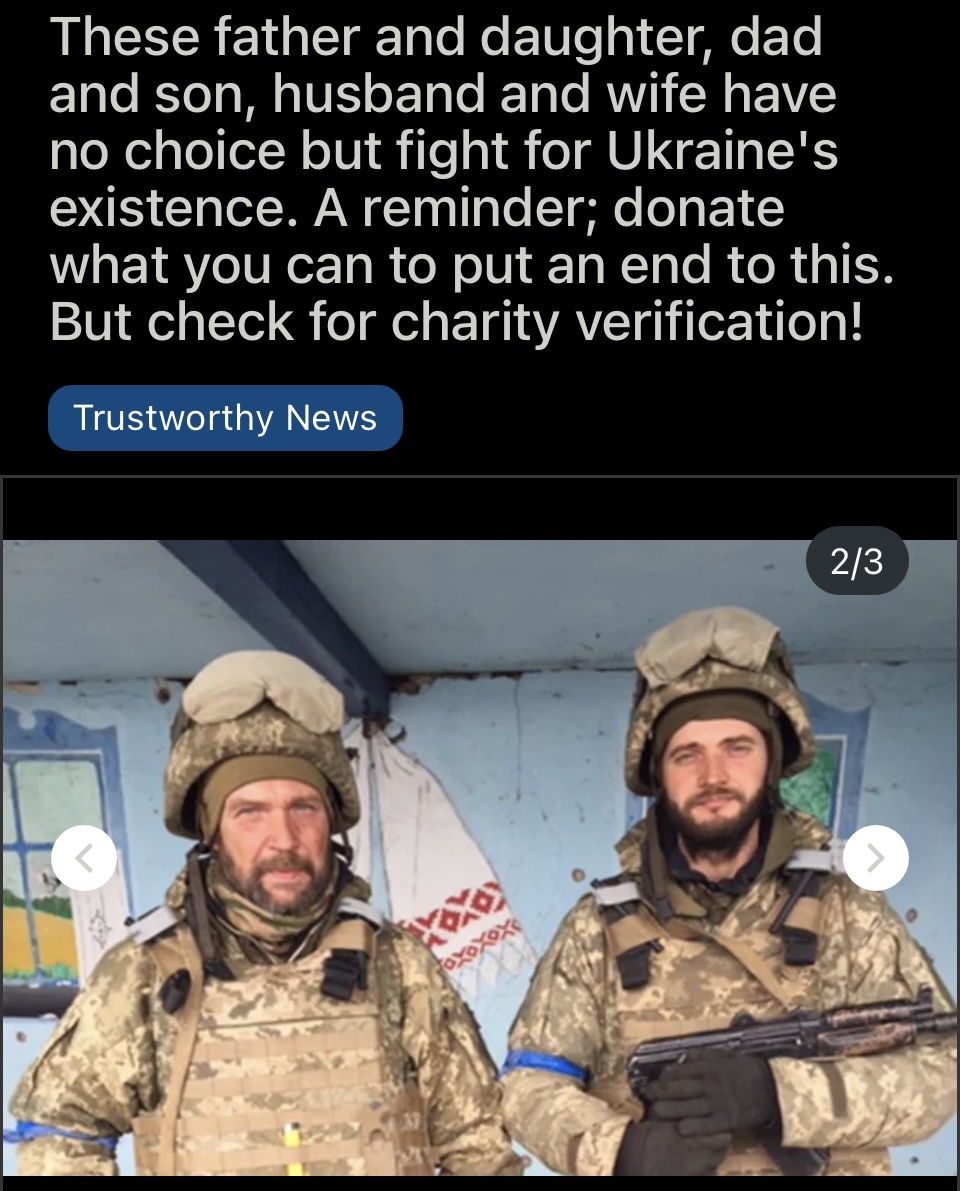 These father and daughter, dad
and son, husband and wife have
no choice but fight for Ukraine's
existence. A reminder; donate
what you can to put an end to this.
But check for charity verification!
Trustworthy News
2/3